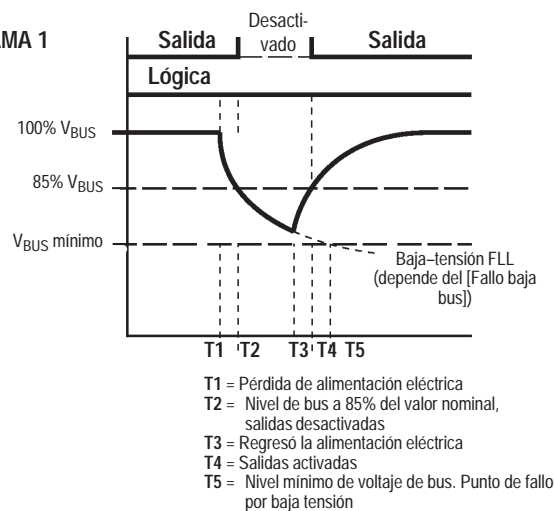 AMA 1
Salida
Desacti-
vado
Salida
Lógica
100% VBUS
85% VBUS
VBUS mínimo
Baja–tensión FLL
(depende del [Fallo baja
bus])
T1 T2 T3 T4 T5
T1 = Pérdida de alimentación eléctrica
T2 = Nivel de bus a 85% del valor nominal,
salidas desactivadas
T3 = Regresó la alimentación eléctrica
T4 = Salidas activadas
T5 = Nivel mínimo de voltaje de bus. Punto de fallo
por baja tensión